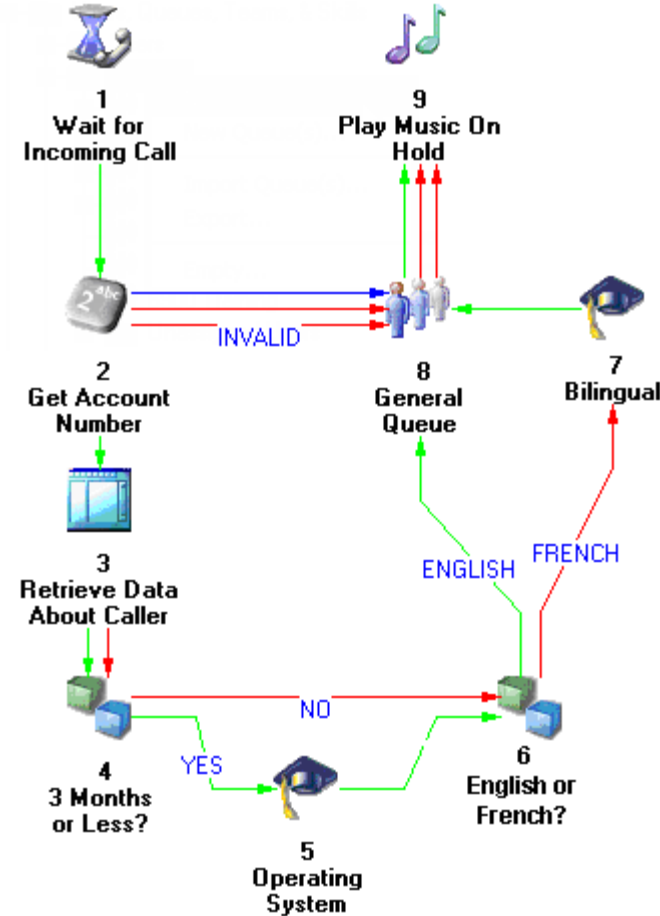 1
Wait for
Incoming Call
9
Play Music On
Hold
2 abc
INVALID
2
Get Account
Number
8
General
Queue
7
Bilingual
3
Retrieve Data
About Caller
ENGLISH
FRENCH
NO
YES
4
3 Months
or Less?
5
Operating
System
6
English or
French?